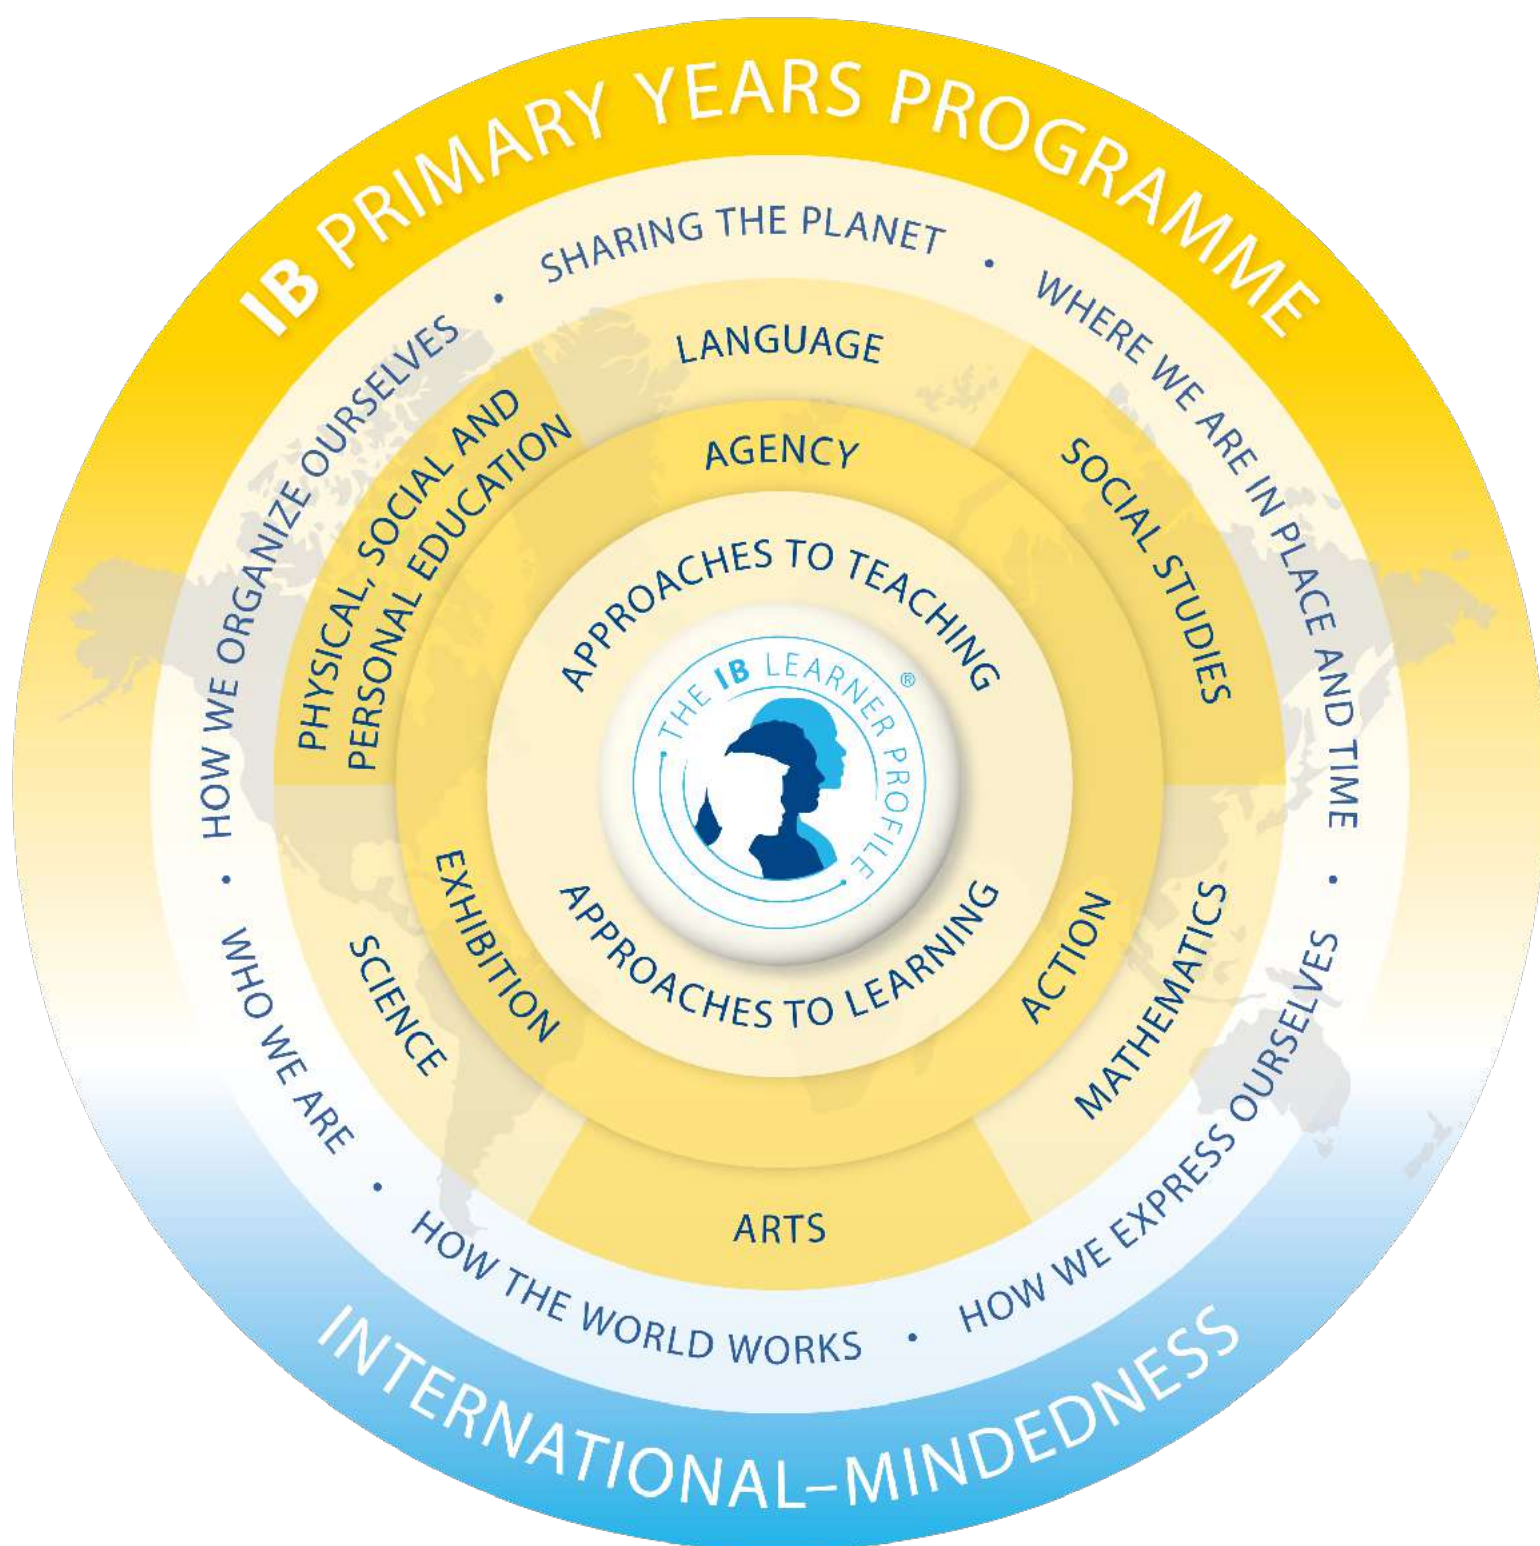 IB PRIMARY YEARS PROGRAMME
SHARING THE PLANET
•
WHERE WE ARE IN PLACE AND TIME
•
HOW WE EXPRESS OURSELVES
•
HOW THE WORLD WORKS
•
WHO WE ARE
•
HOW WE ORGANIZE OURSELVES
•
LANGUAGE
SOCIAL STUDIES
MATHEMATICS
ARTS
SCIENCE
PHYSICAL, SOCIAL AND
PERSONAL EDUCATION
AGENCY
ACTION
EXHIBITION
APPROACHES TO TEACHING
APPROACHES TO LEARNING
THE IB LEARNER PROFILE
®
INTERNATIONAL–MINDEDNESS